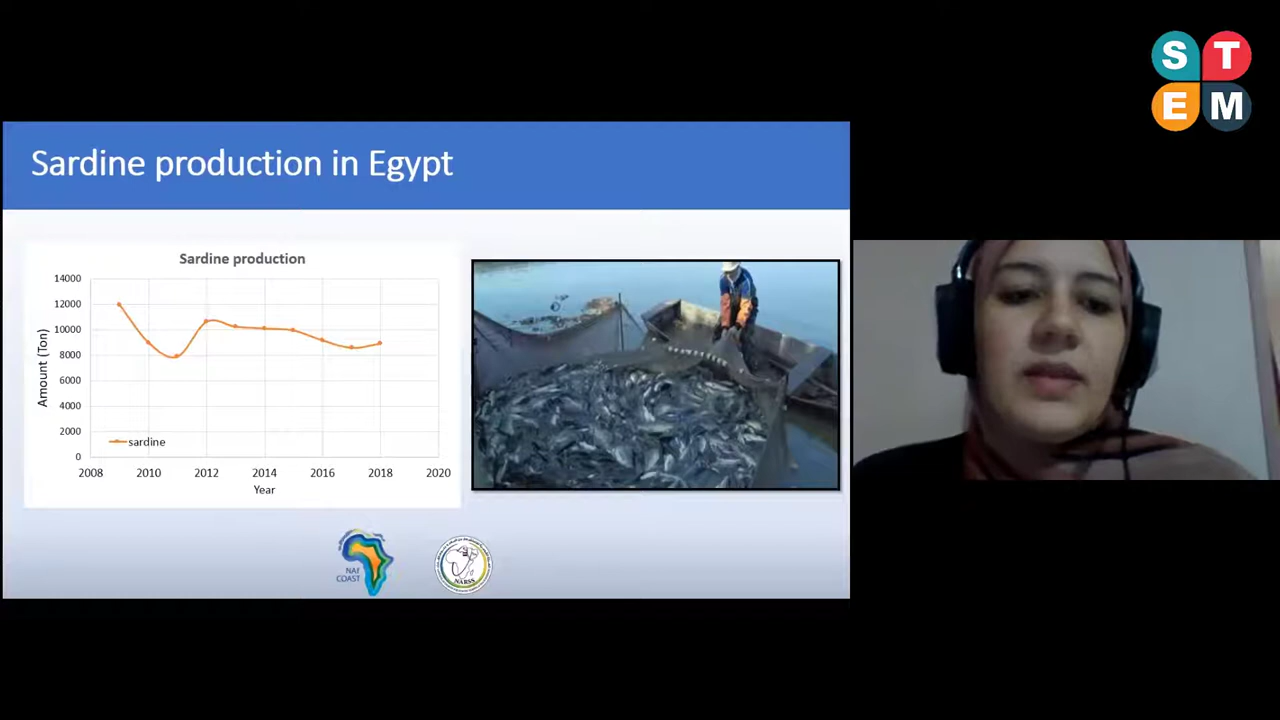 STEM
Sardine production in Egypt
Sardine production
14000
12000
10000
8000
6000
4000
2000
0
Amount (Ton)
sardine
2008 2010 2012 2014 2016 2018 2020
Year
NAf
COAST
NARSS